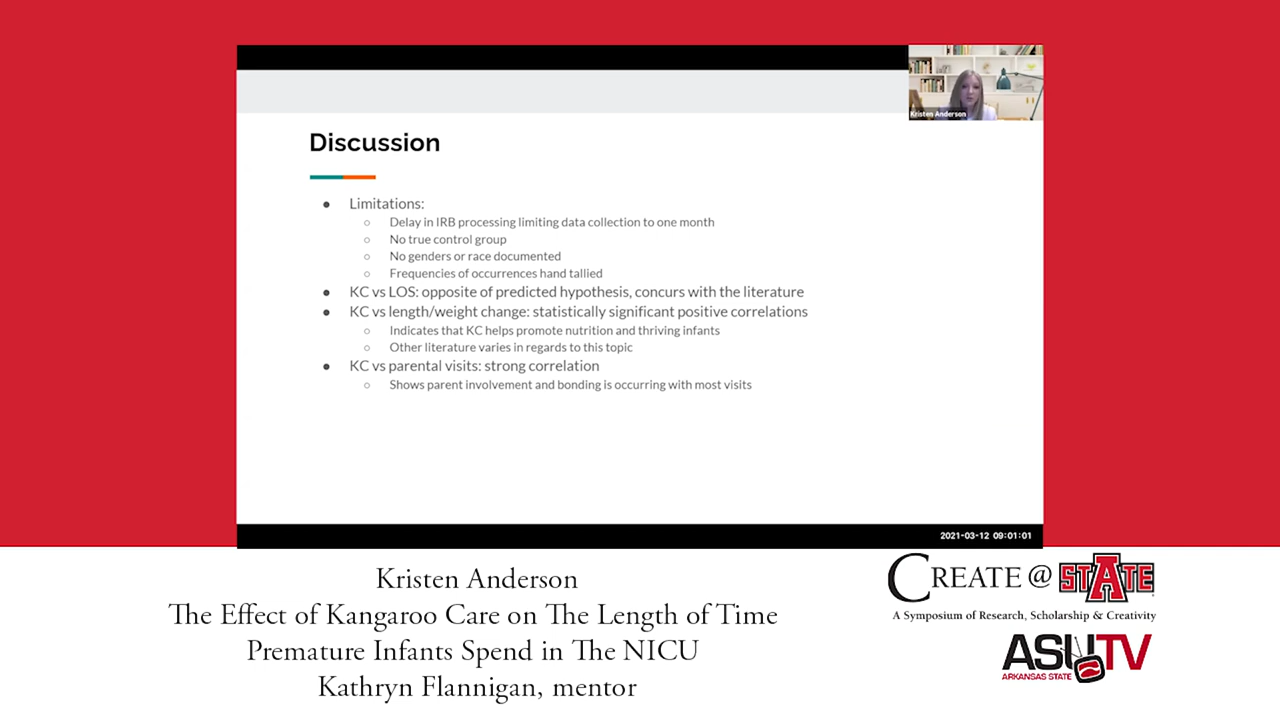 Kristen Anderson
Discussion
Limitations:
Delay in IRB processing limiting data collection to one month
No true control group
No genders or race documented
Frequencies of occurrences hand tallied
KC vs LOS: opposite of predicted hypothesis, concurs with the literature
KC vs length/weight change: statistically significant positive correlations
Indicates that KC helps promote nutrition and thriving infants
Other literature varies in regards to this topic
KC vs parental visits: strong correlation
Shows parent involvement and bonding is occurring with most visits
2021-03-12 09:01:01
Kristen Anderson
The Effect of Kangaroo Care on The Length of Time
Premature Infants Spend in The NICU
Kathryn Flannigan, mentor
CREATE @ STATE
A Symposium of Research, Scholarship & Creativity
ASUTV
ARKANSAS STATE